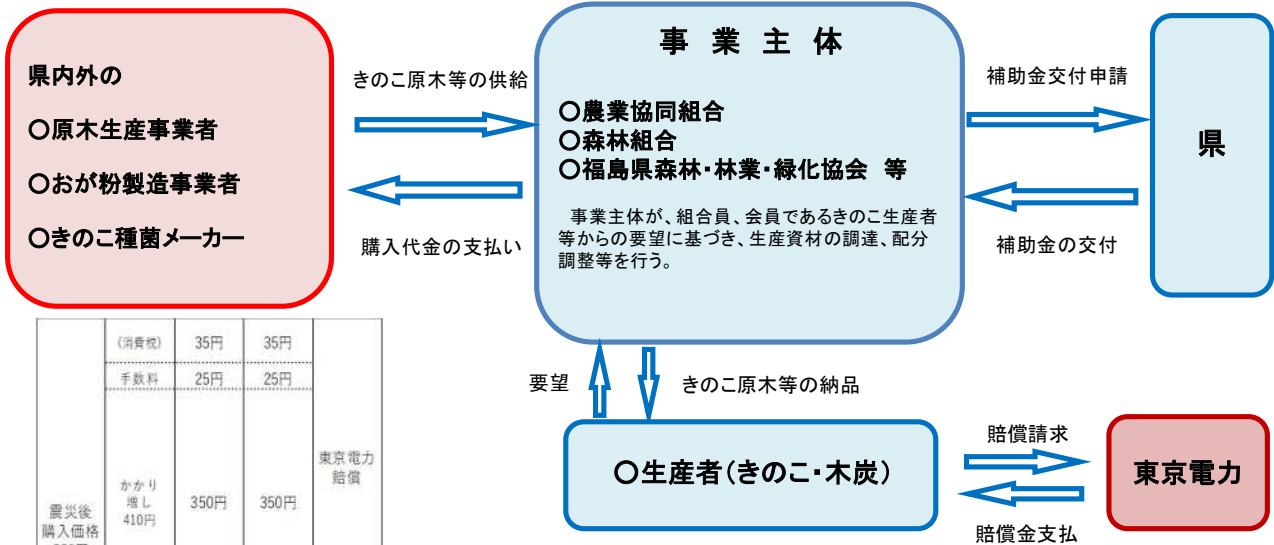 県内外の
〇原木生産事業者
〇おが粉製造事業者
〇きのこ種菌メーカー
きのこ原木等の供給
購入代金の支払い
事業主体
〇農業協同組合
〇森林組合
〇福島県森林・林業・緑化協会 等
事業主体が、組合員、会員であるきのこ生産者
等からの要望に基づき、生産資材の調達、配分
調整等を行う。
補助金交付申請
補助金の交付
県
要望
きのこ原木等の納品
〇生産者(きのこ・木炭)
賠償請求
賠償金支払
東京電力
(消費税) 35円 35円
手数料 25円 25円
東京電力
賠償
かかり
増し
410円
350円 350円
震災後
購入価格